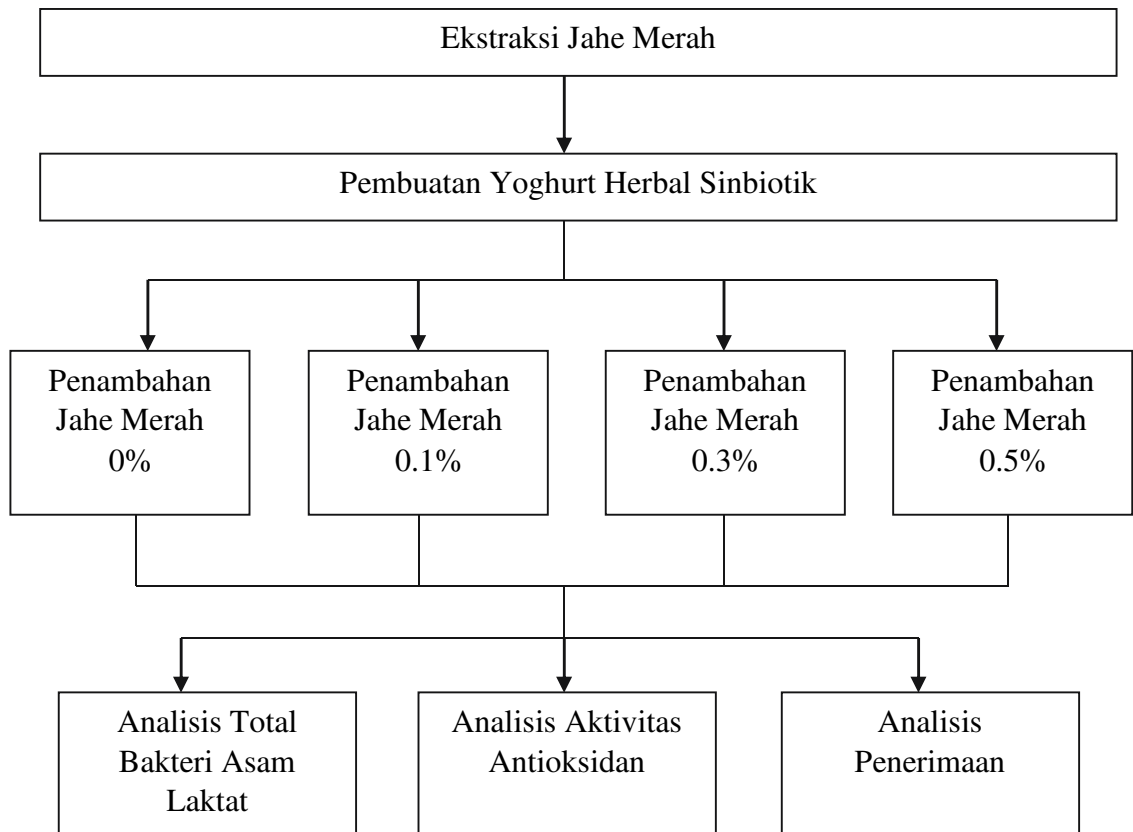 Ekstraksi Jahe Merah
Pembuatan Yoghurt Herbal Sinbiotik
Penambahan
Jahe Merah
0%
Penambahan
Jahe Merah
0.1%
Penambahan
Jahe Merah
0.3%
Penambahan
Jahe Merah
0.5%
Analisis Total
Bakteri Asam
Laktat
Analisis Aktivitas
Antioksidan
Analisis
Penerimaan